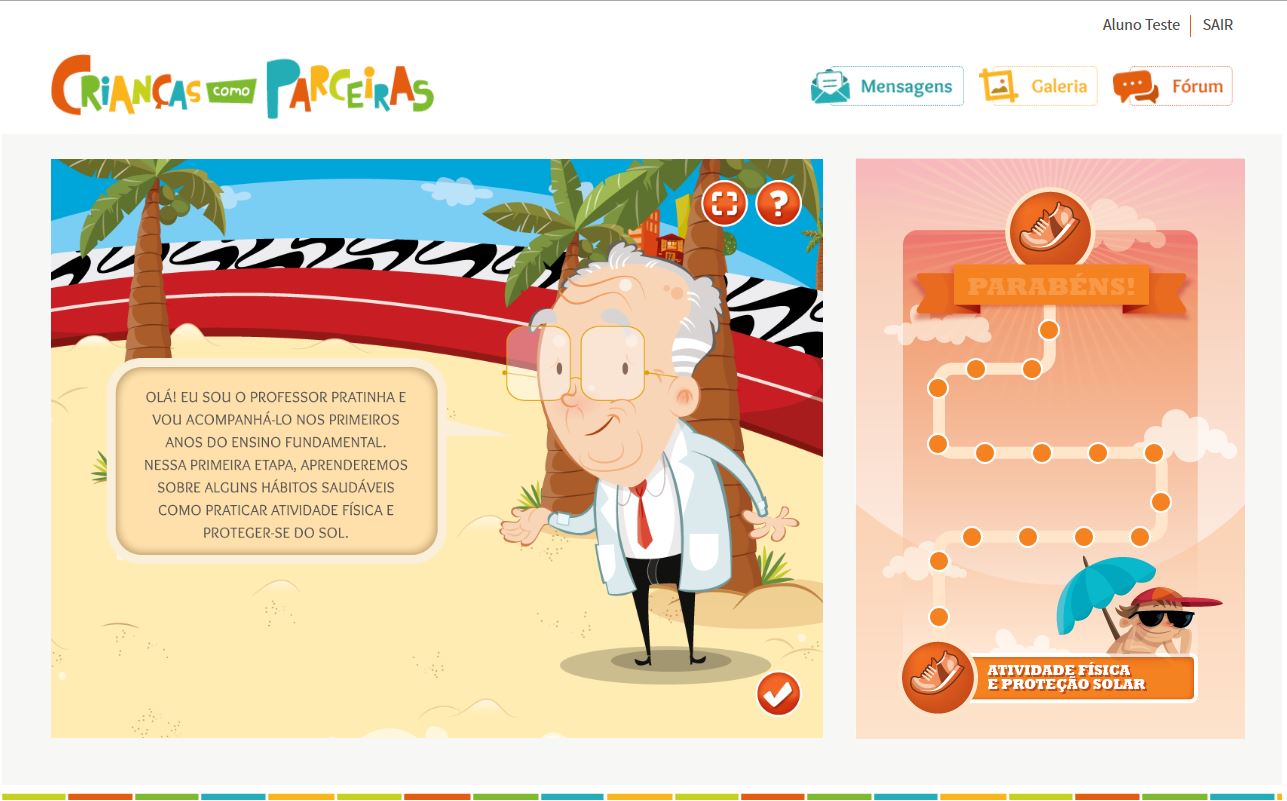 Aluno Teste
SAIR
CRIANÇAS COMO PARCEIRAS
Mensagens
Galeria
Fórum
?
OLÁ! EU SOU O PROFESSOR PRATINHA E
VOU ACOMPANHÁ-LO NOS PRIMEIROS
ANOS DO ENSINO FUNDAMENTAL.
NESSA PRIMEIRA ETAPA, APRENDEREMOS
SOBRE ALGUNS HÁBITOS SAUDÁVEIS
COMO PRATICAR ATIVIDADE FÍSICA E
PROTEGER-SE DO SOL.
PARABÉNS!
ATIVIDADE FÍSICA
E PROTEÇÃO SOLAR